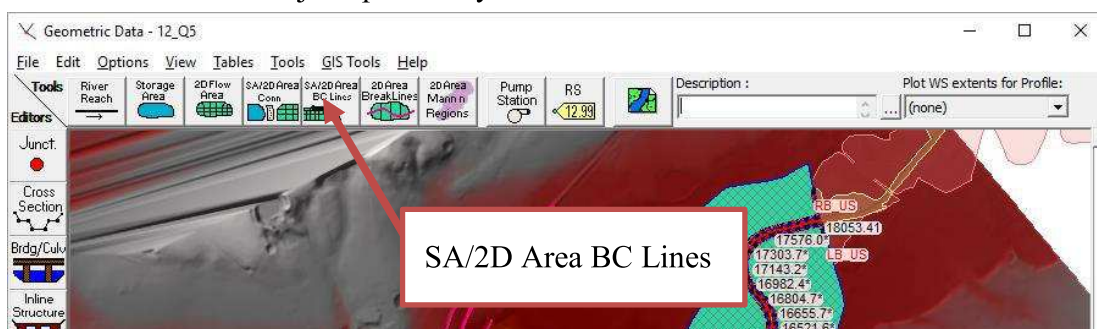 Geometric Data - 12_Q5
File Edit Options View Tables Tools GIS Tools Help
Tools River Reach Storage Area 2D Flow Area SA/2D Area Conn SA/2D Area BC Lines 2D Area BreakLines 2D Area Mann n Regions Pump Station RS 12.99 Description : ... Plot WS extents for Profile: (none)
Editors
Junct.
Cross Section
Brdg/Culv
Inline Structure
SA/2D Area BC Lines
RB_US
18053.41
17576.0*
17303.7* LB_US
17143.2*
16982.4*
16804.7*
16655.7*
16521.6*